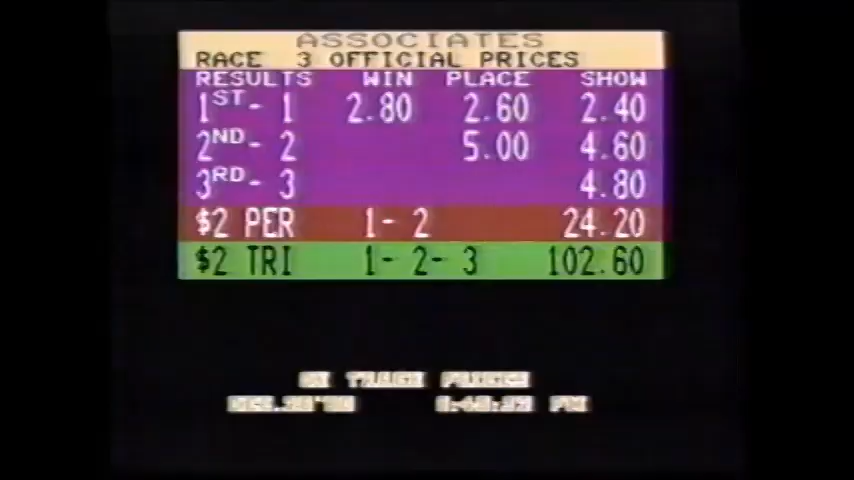 ASSOCIATES
RACE 3 OFFICIAL PRICES
RESULTS WIN PLACE SHOW
1ST- 1 2.80 2.60 2.40
2ND- 2 5.00 4.60
3RD- 3 4.80
$2 PER 1- 2 24.20
$2 TRI 1- 2- 3 102.60
PM